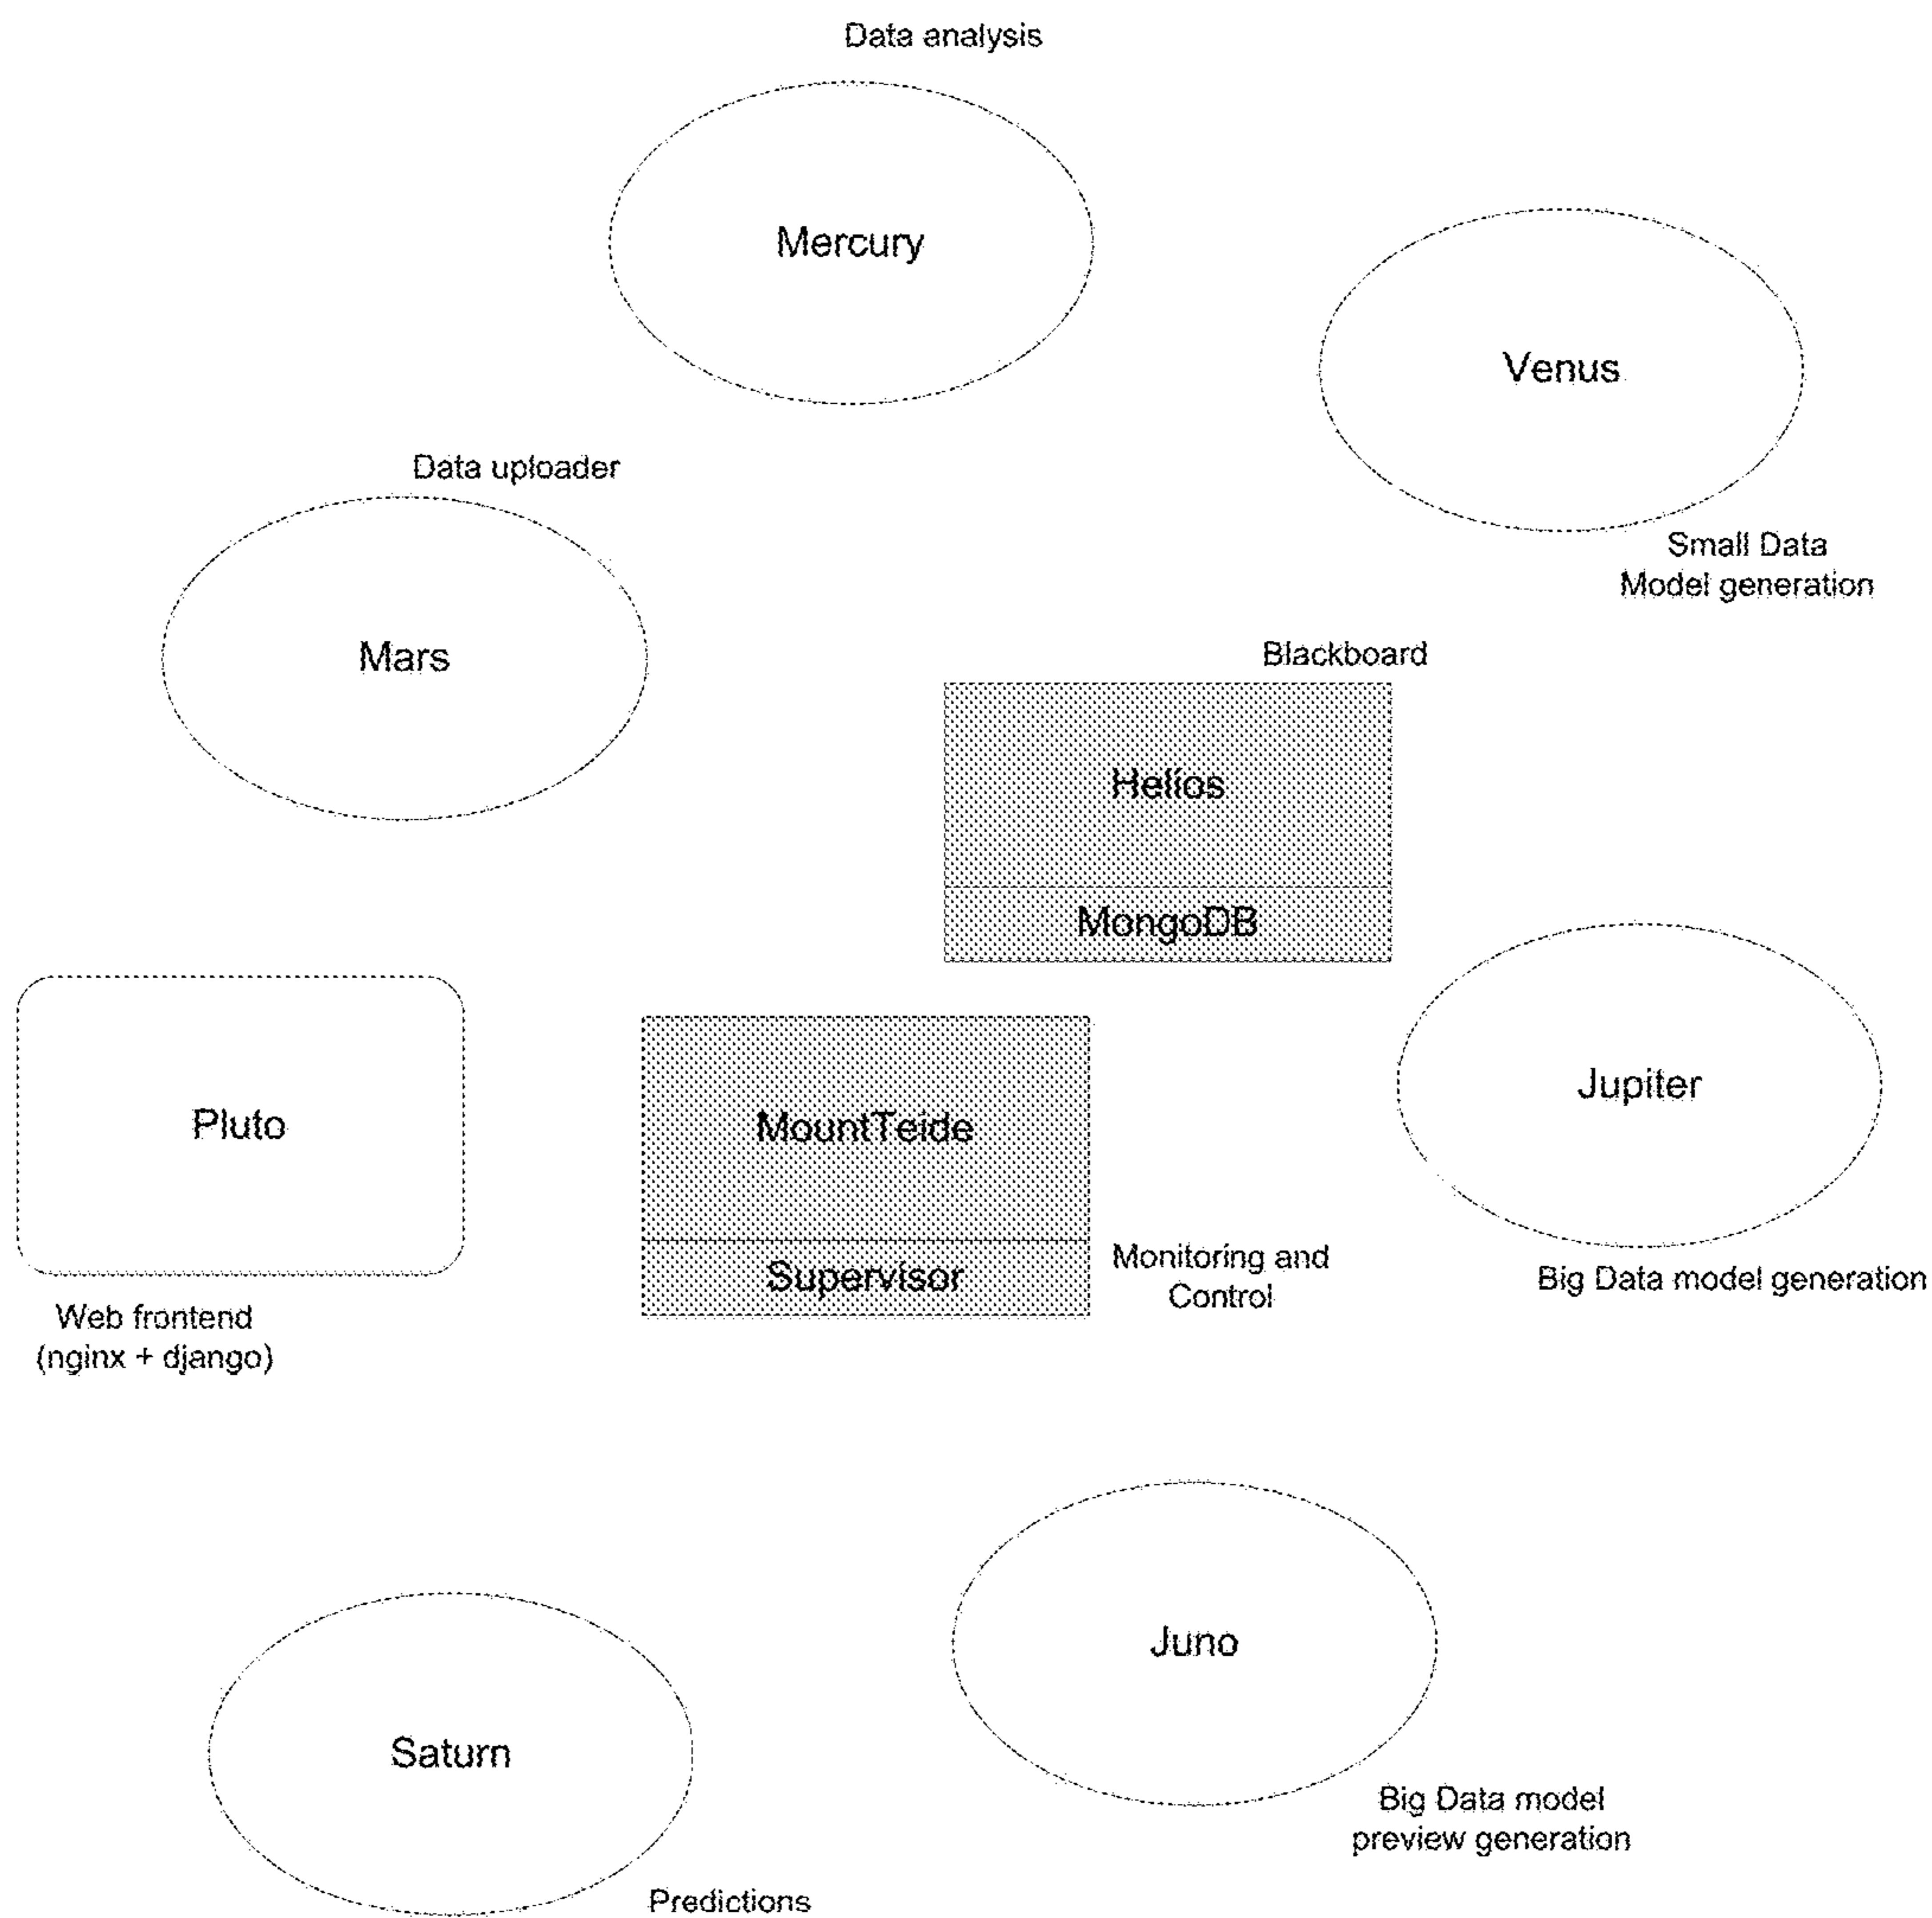 Data analysis
Mercury
Venus
Small Data
Model generation
Data uploader
Mars
Blackboard
Helios
MongoDB
Jupiter
Big Data model generation
Pluto
Web frontend
(nginx + django)
MountTeide
Supervisor
Monitoring and
Control
Juno
Big Data model
preview generation
Saturn
Predictions